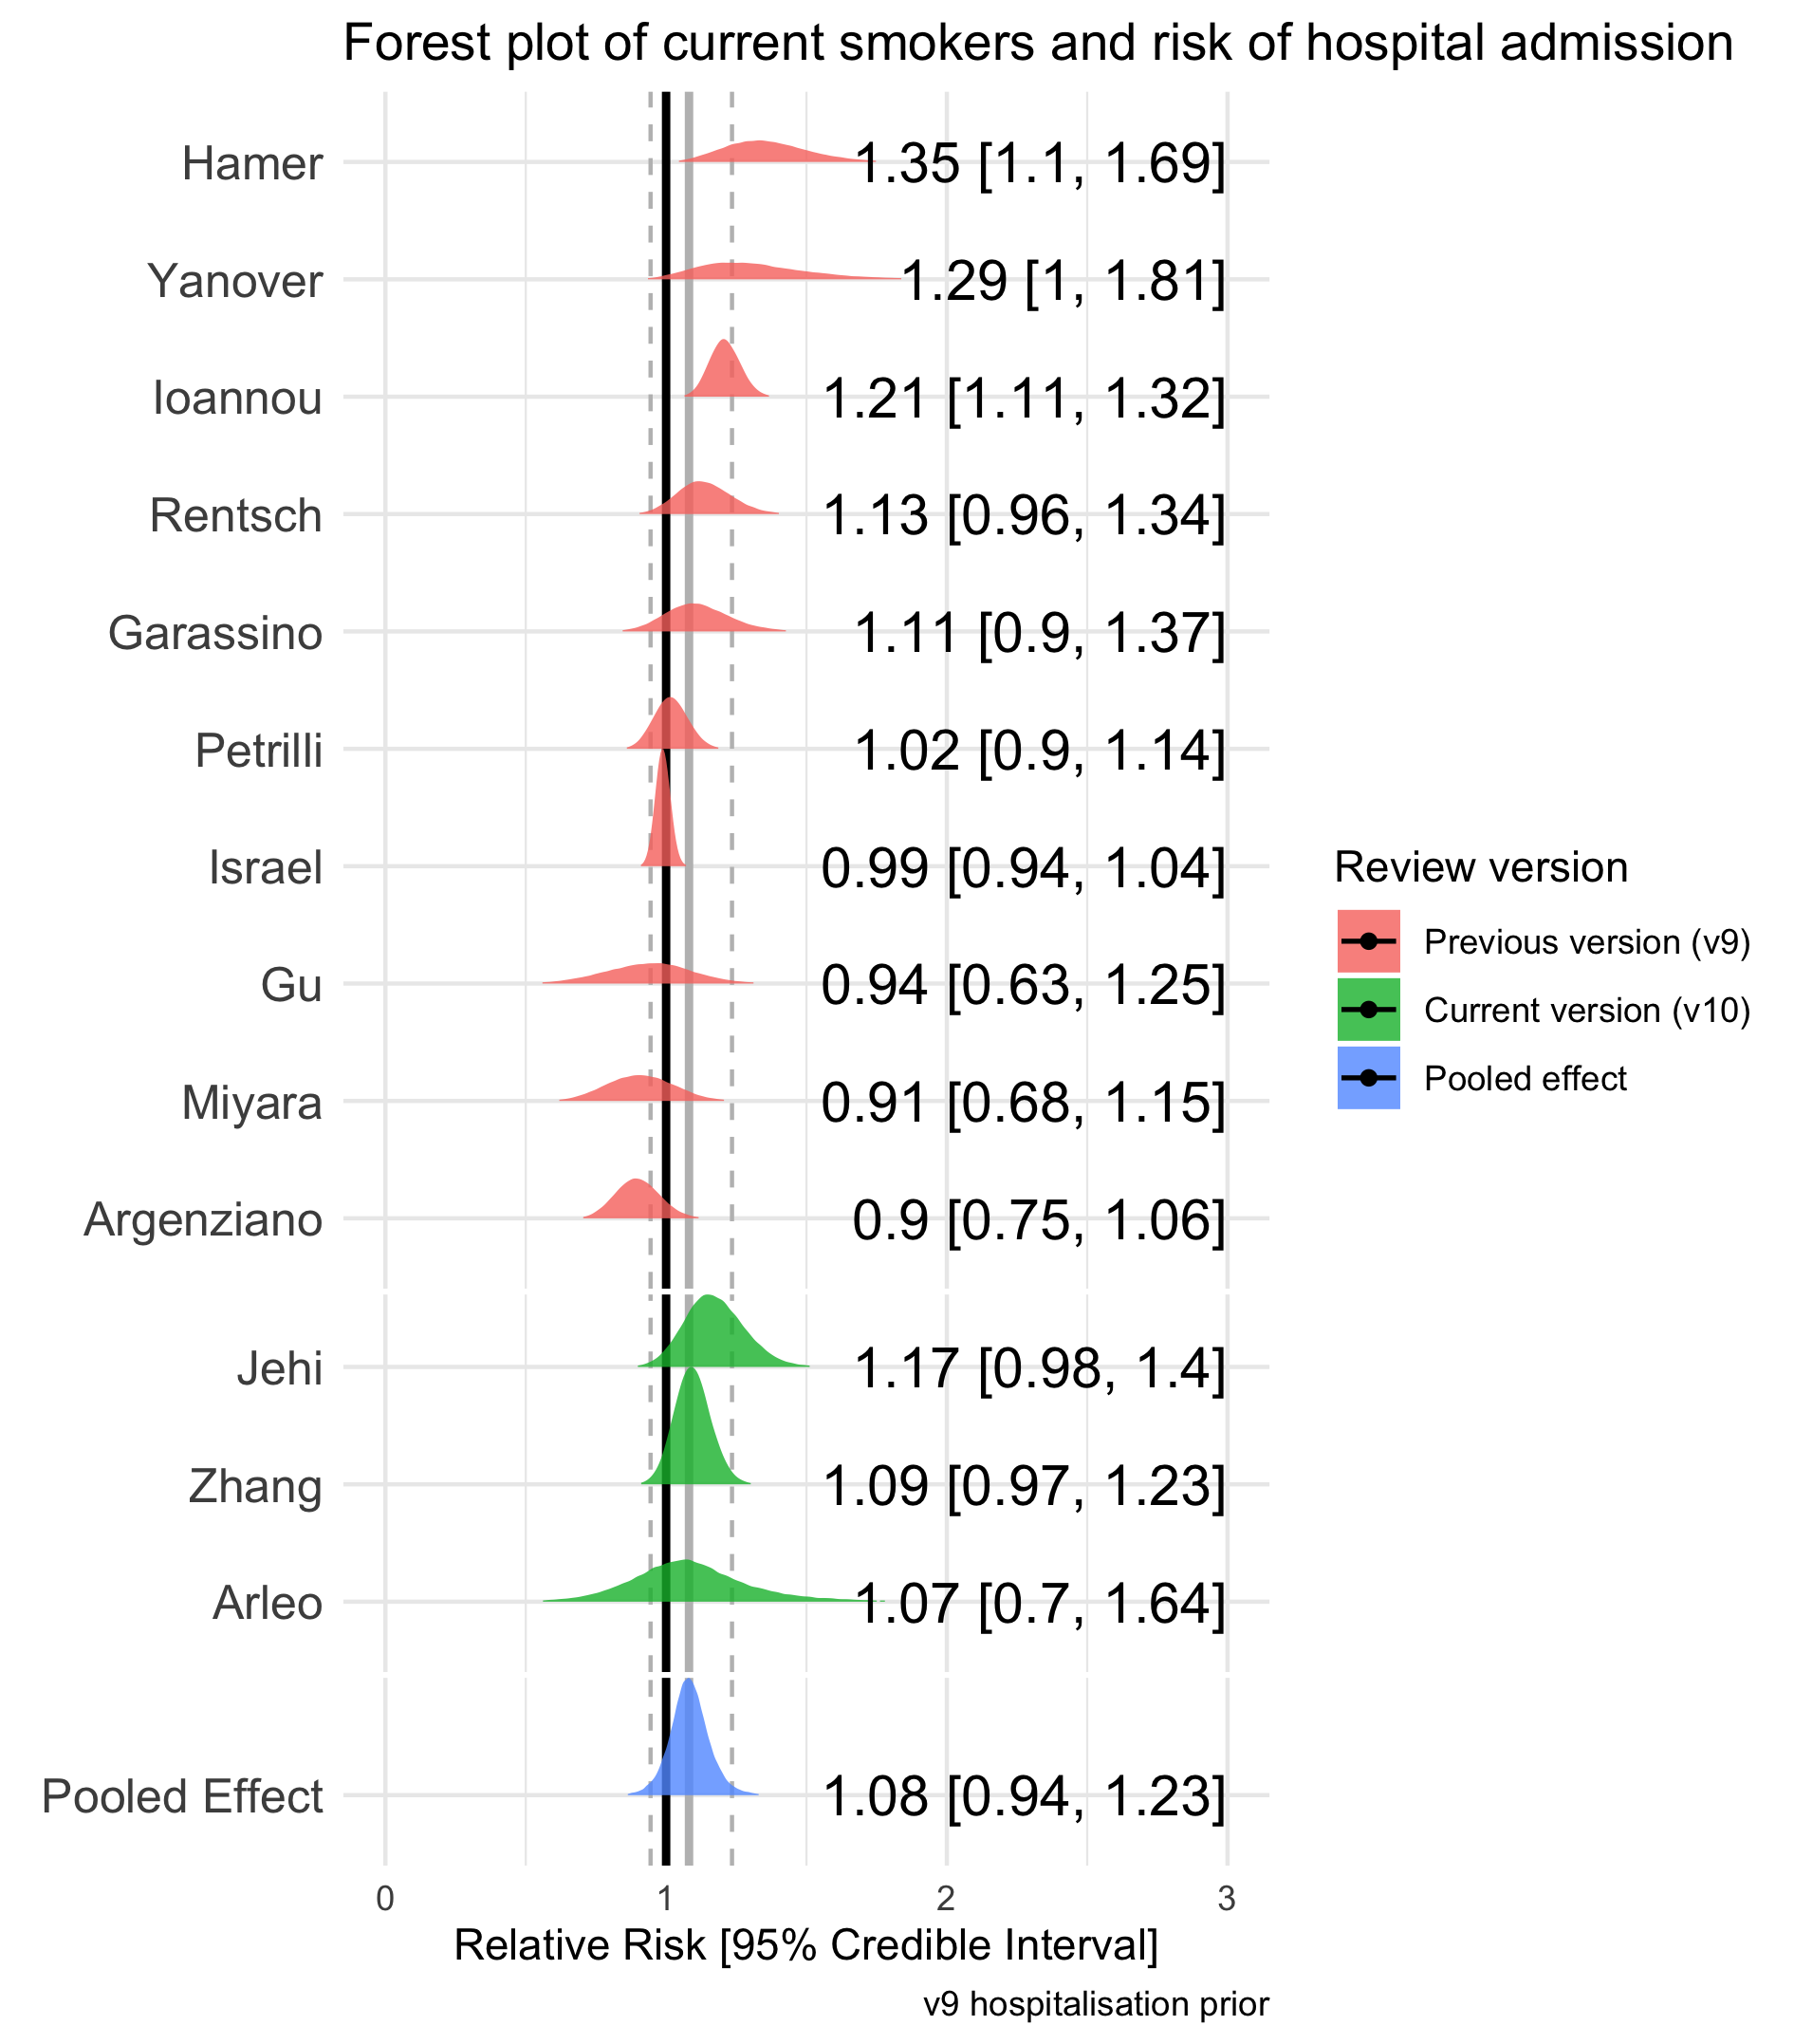 Forest plot of current smokers and risk of hospital admission
Hamer 1.35 [1.1, 1.69]
Yanover 1.29 [1, 1.81]
Ioannou 1.21 [1.11, 1.32]
Rentsch 1.13 [0.96, 1.34]
Garassino 1.11 [0.9, 1.37]
Petrilli 1.02 [0.9, 1.14]
Israel 0.99 [0.94, 1.04]
Gu 0.94 [0.63, 1.25]
Miyara 0.91 [0.68, 1.15]
Argenziano 0.9 [0.75, 1.06]
Jehi 1.17 [0.98, 1.4]
Zhang 1.09 [0.97, 1.23]
Arleo 1.07 [0.7, 1.64]
Pooled Effect 1.08 [0.94, 1.23]
0 1 2 3
Relative Risk [95% Credible Interval]
v9 hospitalisation prior
Review version
Previous version (v9)
Current version (v10)
Pooled effect